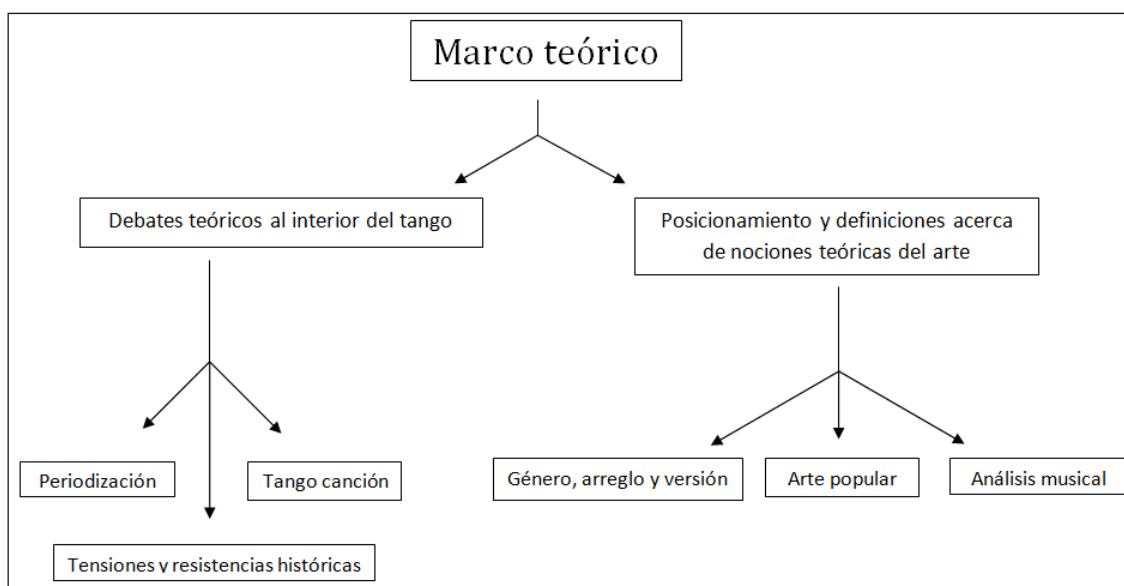 Marco teórico
Debates teóricos al interior del tango
Posicionamiento y definiciones acerca
de nociones teóricas del arte
Periodización
Tango canción
Tensiones y resistencias históricas
Género, arreglo y versión
Arte popular
Análisis musical